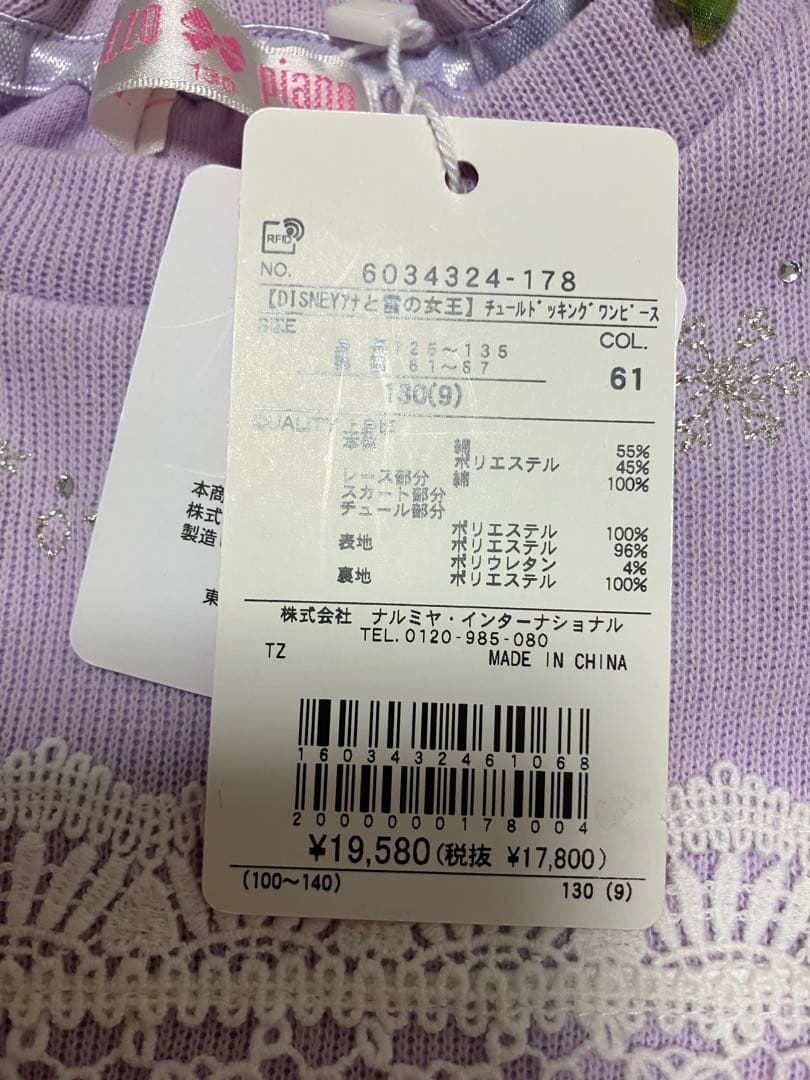 130
piano
RFID
NO. 6034324-178
【DISNEYｱﾅと雪の女王】ﾁｭｰﾙﾄﾞｯｷﾝｸﾞﾜﾝﾋﾟｰｽ
SIZE COL.
身長 125～135
胸囲 61～67
130(9) 61
QUALITY 上身頃
本体 綿 55%
ポリエステル 45%
レース部分 綿 100%
スカート部分
チュール部分
ポリエステル 100%
表地 ポリエステル 96%
ポリウレタン 4%
裏地 ポリエステル 100%
株式会社 ナルミヤ・インターナショナル
TEL.0120-985-080
TZ MADE IN CHINA
1603432461068
2000000178004
¥19,580(税抜 ¥17,800)
(100～140) 130 (9)
本商
株式
製造
東